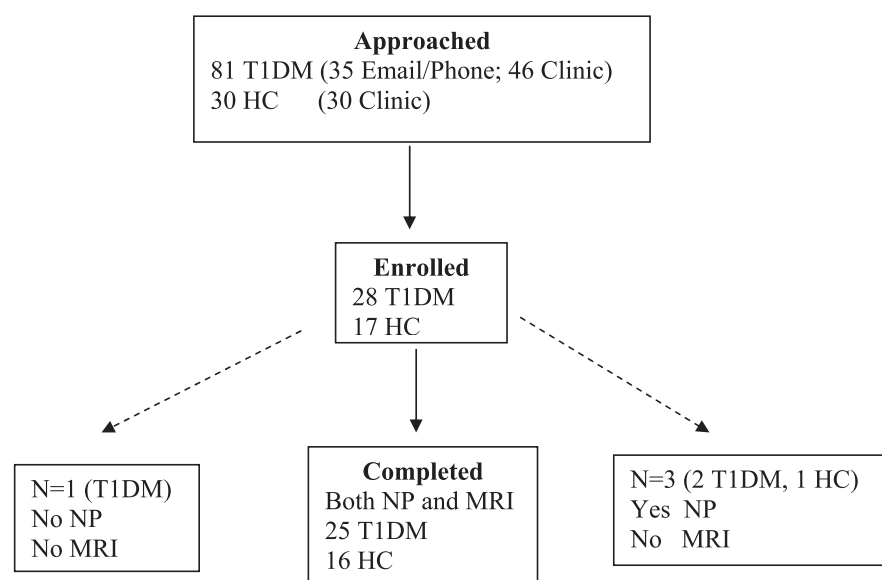 Approached
81 T1DM (35 Email/Phone; 46 Clinic)
30 HC (30 Clinic)
Enrolled
28 T1DM
17 HC
N=1 (T1DM)
No NP
No MRI
Completed
Both NP and MRI
25 T1DM
16 HC
N=3 (2 T1DM, 1 HC)
Yes NP
No MRI